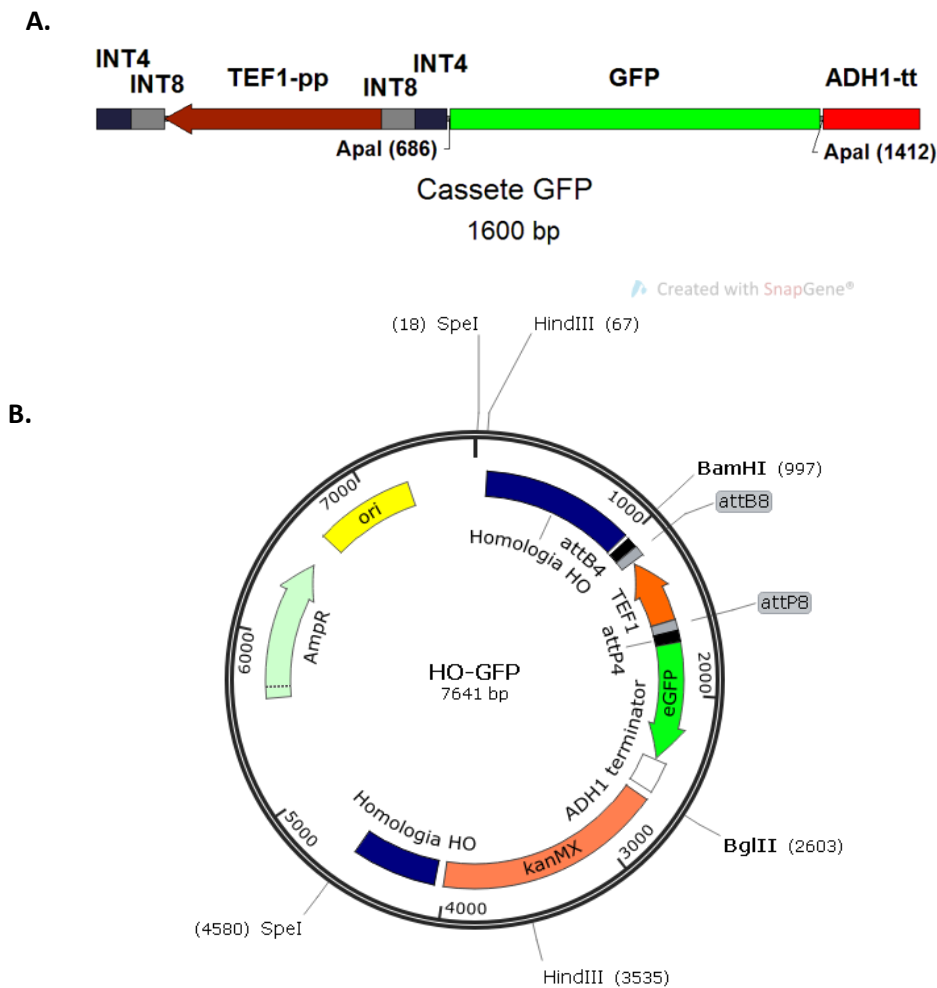 A.
INT4
INT8
TEF1-pp
INT8
INT4
GFP
ADH1-tt
ApaI (686)
ApaI (1412)
Cassete GFP
1600 bp
Created with SnapGene®
B.
(18) SpeI
HindIII (67)
BamHI (997)
attB8
1000
7000
ori
Homologia HO
attB4
TEF1
attP8
attP4
6000
AmpR
HO-GFP
7641 bp
2000
eGFP
ADH1 terminator
BglII (2603)
3000
kanMX
Homologia HO
5000
4000
(4580) SpeI
HindIII (3535)